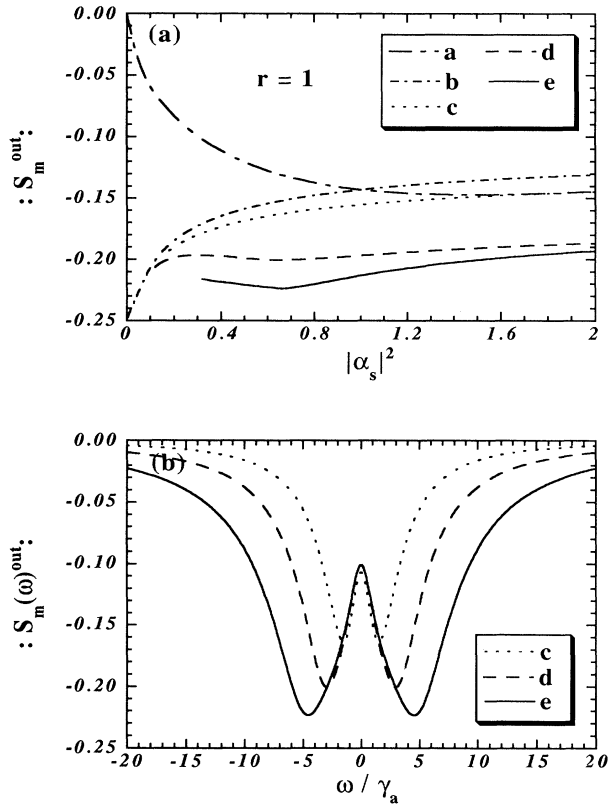 (a)
r = 1
a
d
b
e
c
0.00
-0.05
-0.10
-0.15
-0.20
-0.25
: S_m^out :
0
0.4
0.8
1.2
1.6
2
|α_s|^2
(b)
0.00
-0.05
-0.10
-0.15
-0.20
-0.25
: S_m(ω)^out :
c
d
e
-20
-15
-10
-5
0
5
10
15
20
ω / γ_a